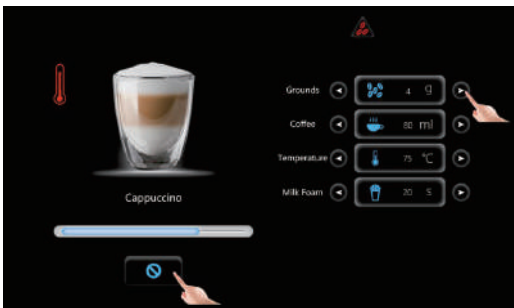 Grounds 4 g
Coffee 80 ml
Temperature 75 °C
Milk Foam 20 S
Cappuccino